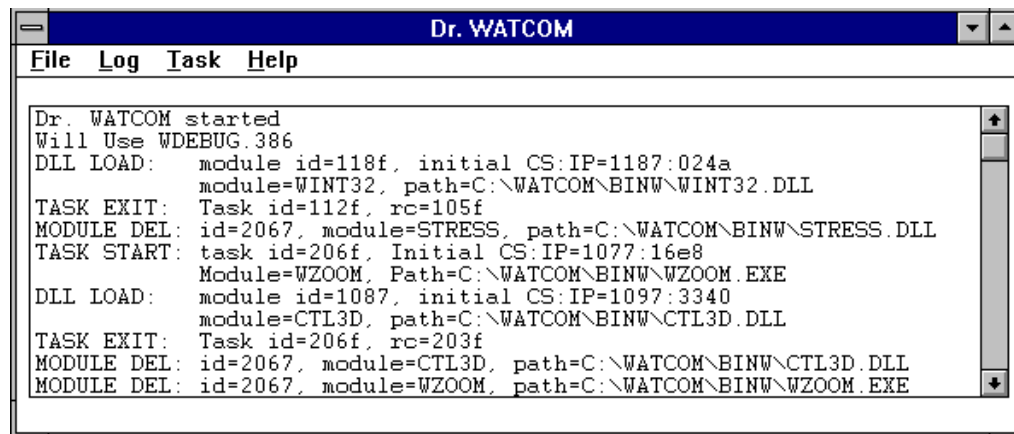 Dr. WATCOM
File Log Task Help
Dr. WATCOM started
Will Use WDEBUG.386
DLL LOAD: module id=118f, initial CS:IP=1187:024a
module=WINT32, path=C:\WATCOM\BINW\WINT32.DLL
TASK EXIT: Task id=112f, rc=105f
MODULE DEL: id=2067, module=STRESS, path=C:\WATCOM\BINW\STRESS.DLL
TASK START: task id=206f, Initial CS:IP=1077:16e8
Module=WZOOM, Path=C:\WATCOM\BINW\WZOOM.EXE
DLL LOAD: module id=1087, initial CS:IP=1097:3340
module=CTL3D, path=C:\WATCOM\BINW\CTL3D.DLL
TASK EXIT: Task id=206f, rc=203f
MODULE DEL: id=2067, module=CTL3D, path=C:\WATCOM\BINW\CTL3D.DLL
MODULE DEL: id=2067, module=WZOOM, path=C:\WATCOM\BINW\WZOOM.EXE